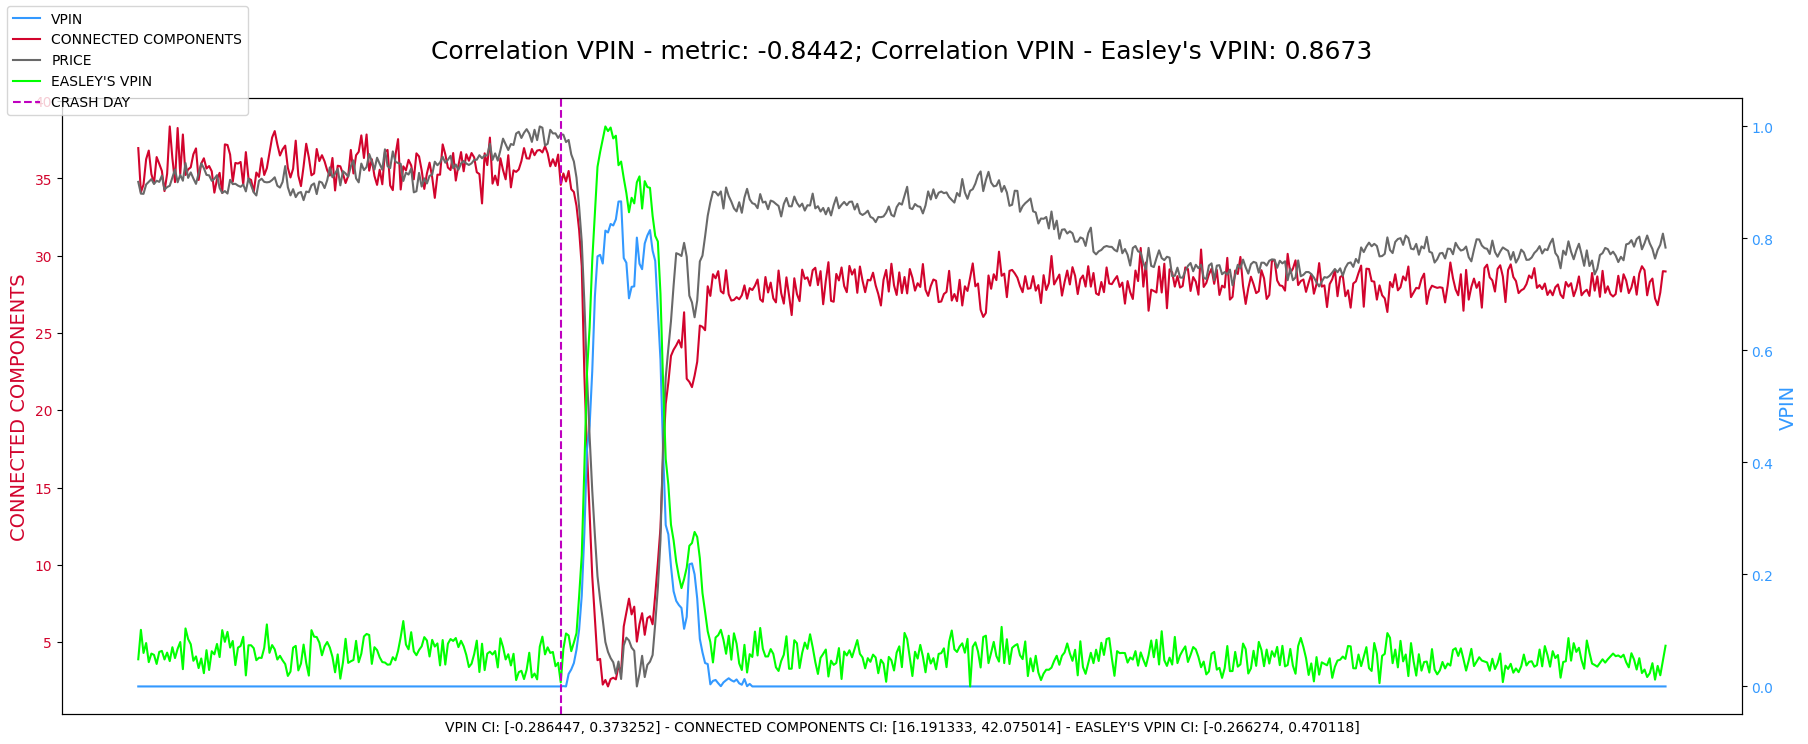 VPIN
CONNECTED COMPONENTS
PRICE
EASLEY'S VPIN
CRASH DAY
Correlation VPIN - metric: -0.8442; Correlation VPIN - Easley's VPIN: 0.8673
CONNECTED COMPONENTS
35
30
25
20
15
10
5
1.0
0.8
0.6
0.4
0.2
0.0
VPIN
VPIN CI: [-0.286447, 0.373252] - CONNECTED COMPONENTS CI: [16.191333, 42.075014] - EASLEY'S VPIN CI: [-0.266274, 0.470118]